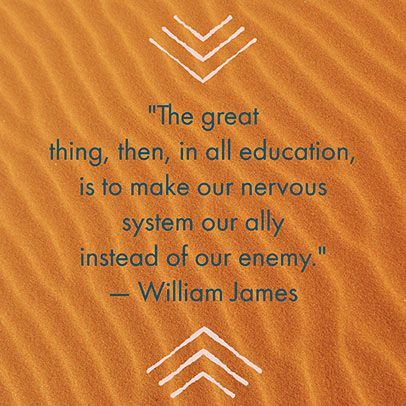 "The great
thing, then, in all education,
is to make our nervous
system our ally
instead of our enemy."
— William James